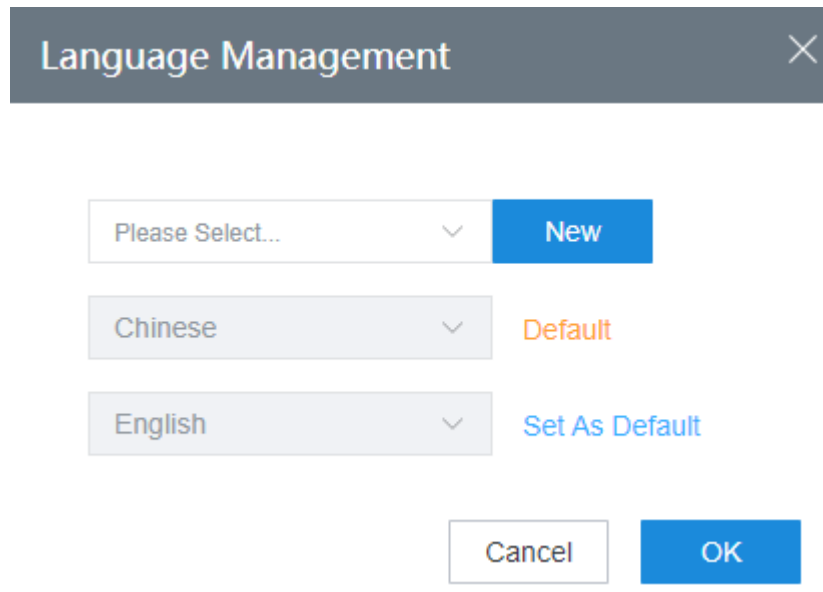 Language Management
Please Select...
New
Chinese
Default
English
Set As Default
Cancel
OK